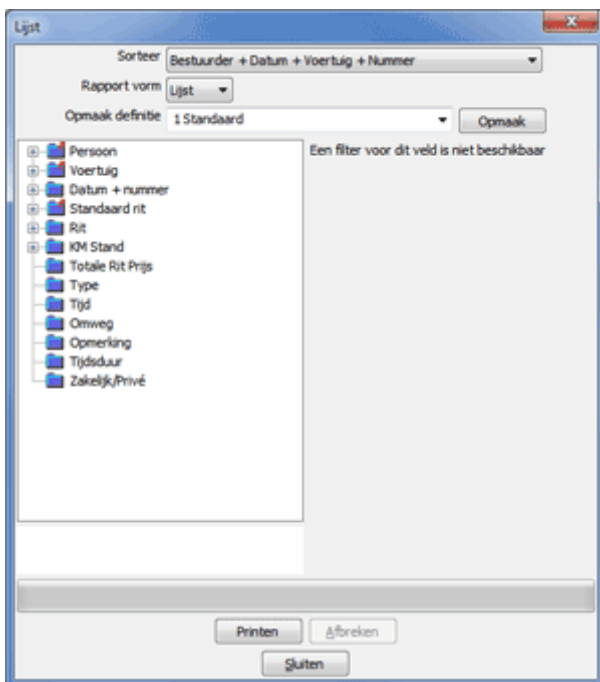 Lijst
Sorteer Bestuurder + Datum + Voertuig + Nummer
Rapport vorm Lijst
Opmaak definitie 1 Standaard Opmaak
Persoon
Een filter voor dit veld is niet beschikbaar
Voertuig
Datum + nummer
Standaard rit
Rit
KM Stand
Totale Rit Prijs
Type
Tijd
Omweg
Opmerking
Tijdsduur
Zakelijk/Privé
Printen Afbreken
Sluiten